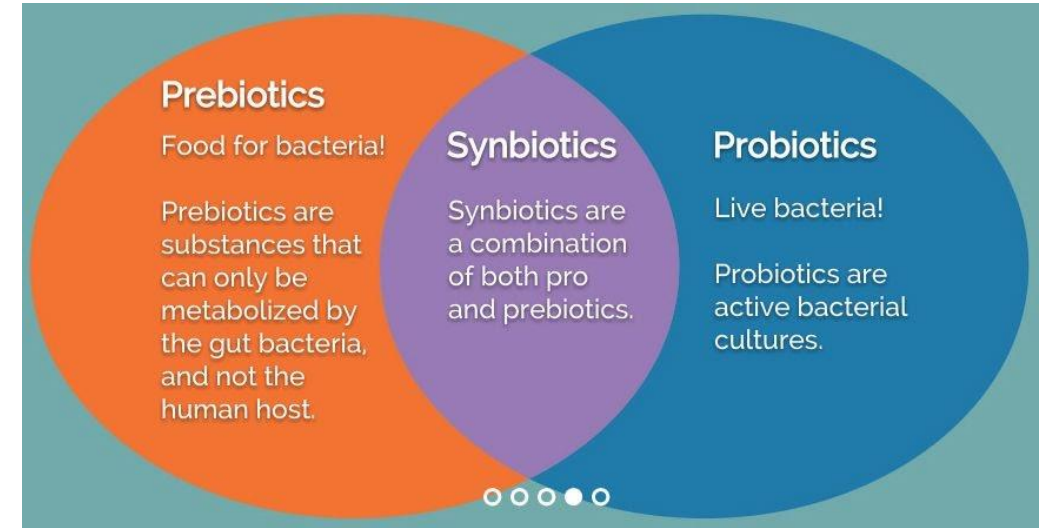 Prebiotics
Food for bacteria!
Prebiotics are
substances that
can only be
metabolized by
the gut bacteria,
and not the
human host.
Synbiotics
Synbiotics are
a combination
of both pro
and prebiotics.
Probiotics
Live bacteria!
Probiotics are
active bacterial
cultures.